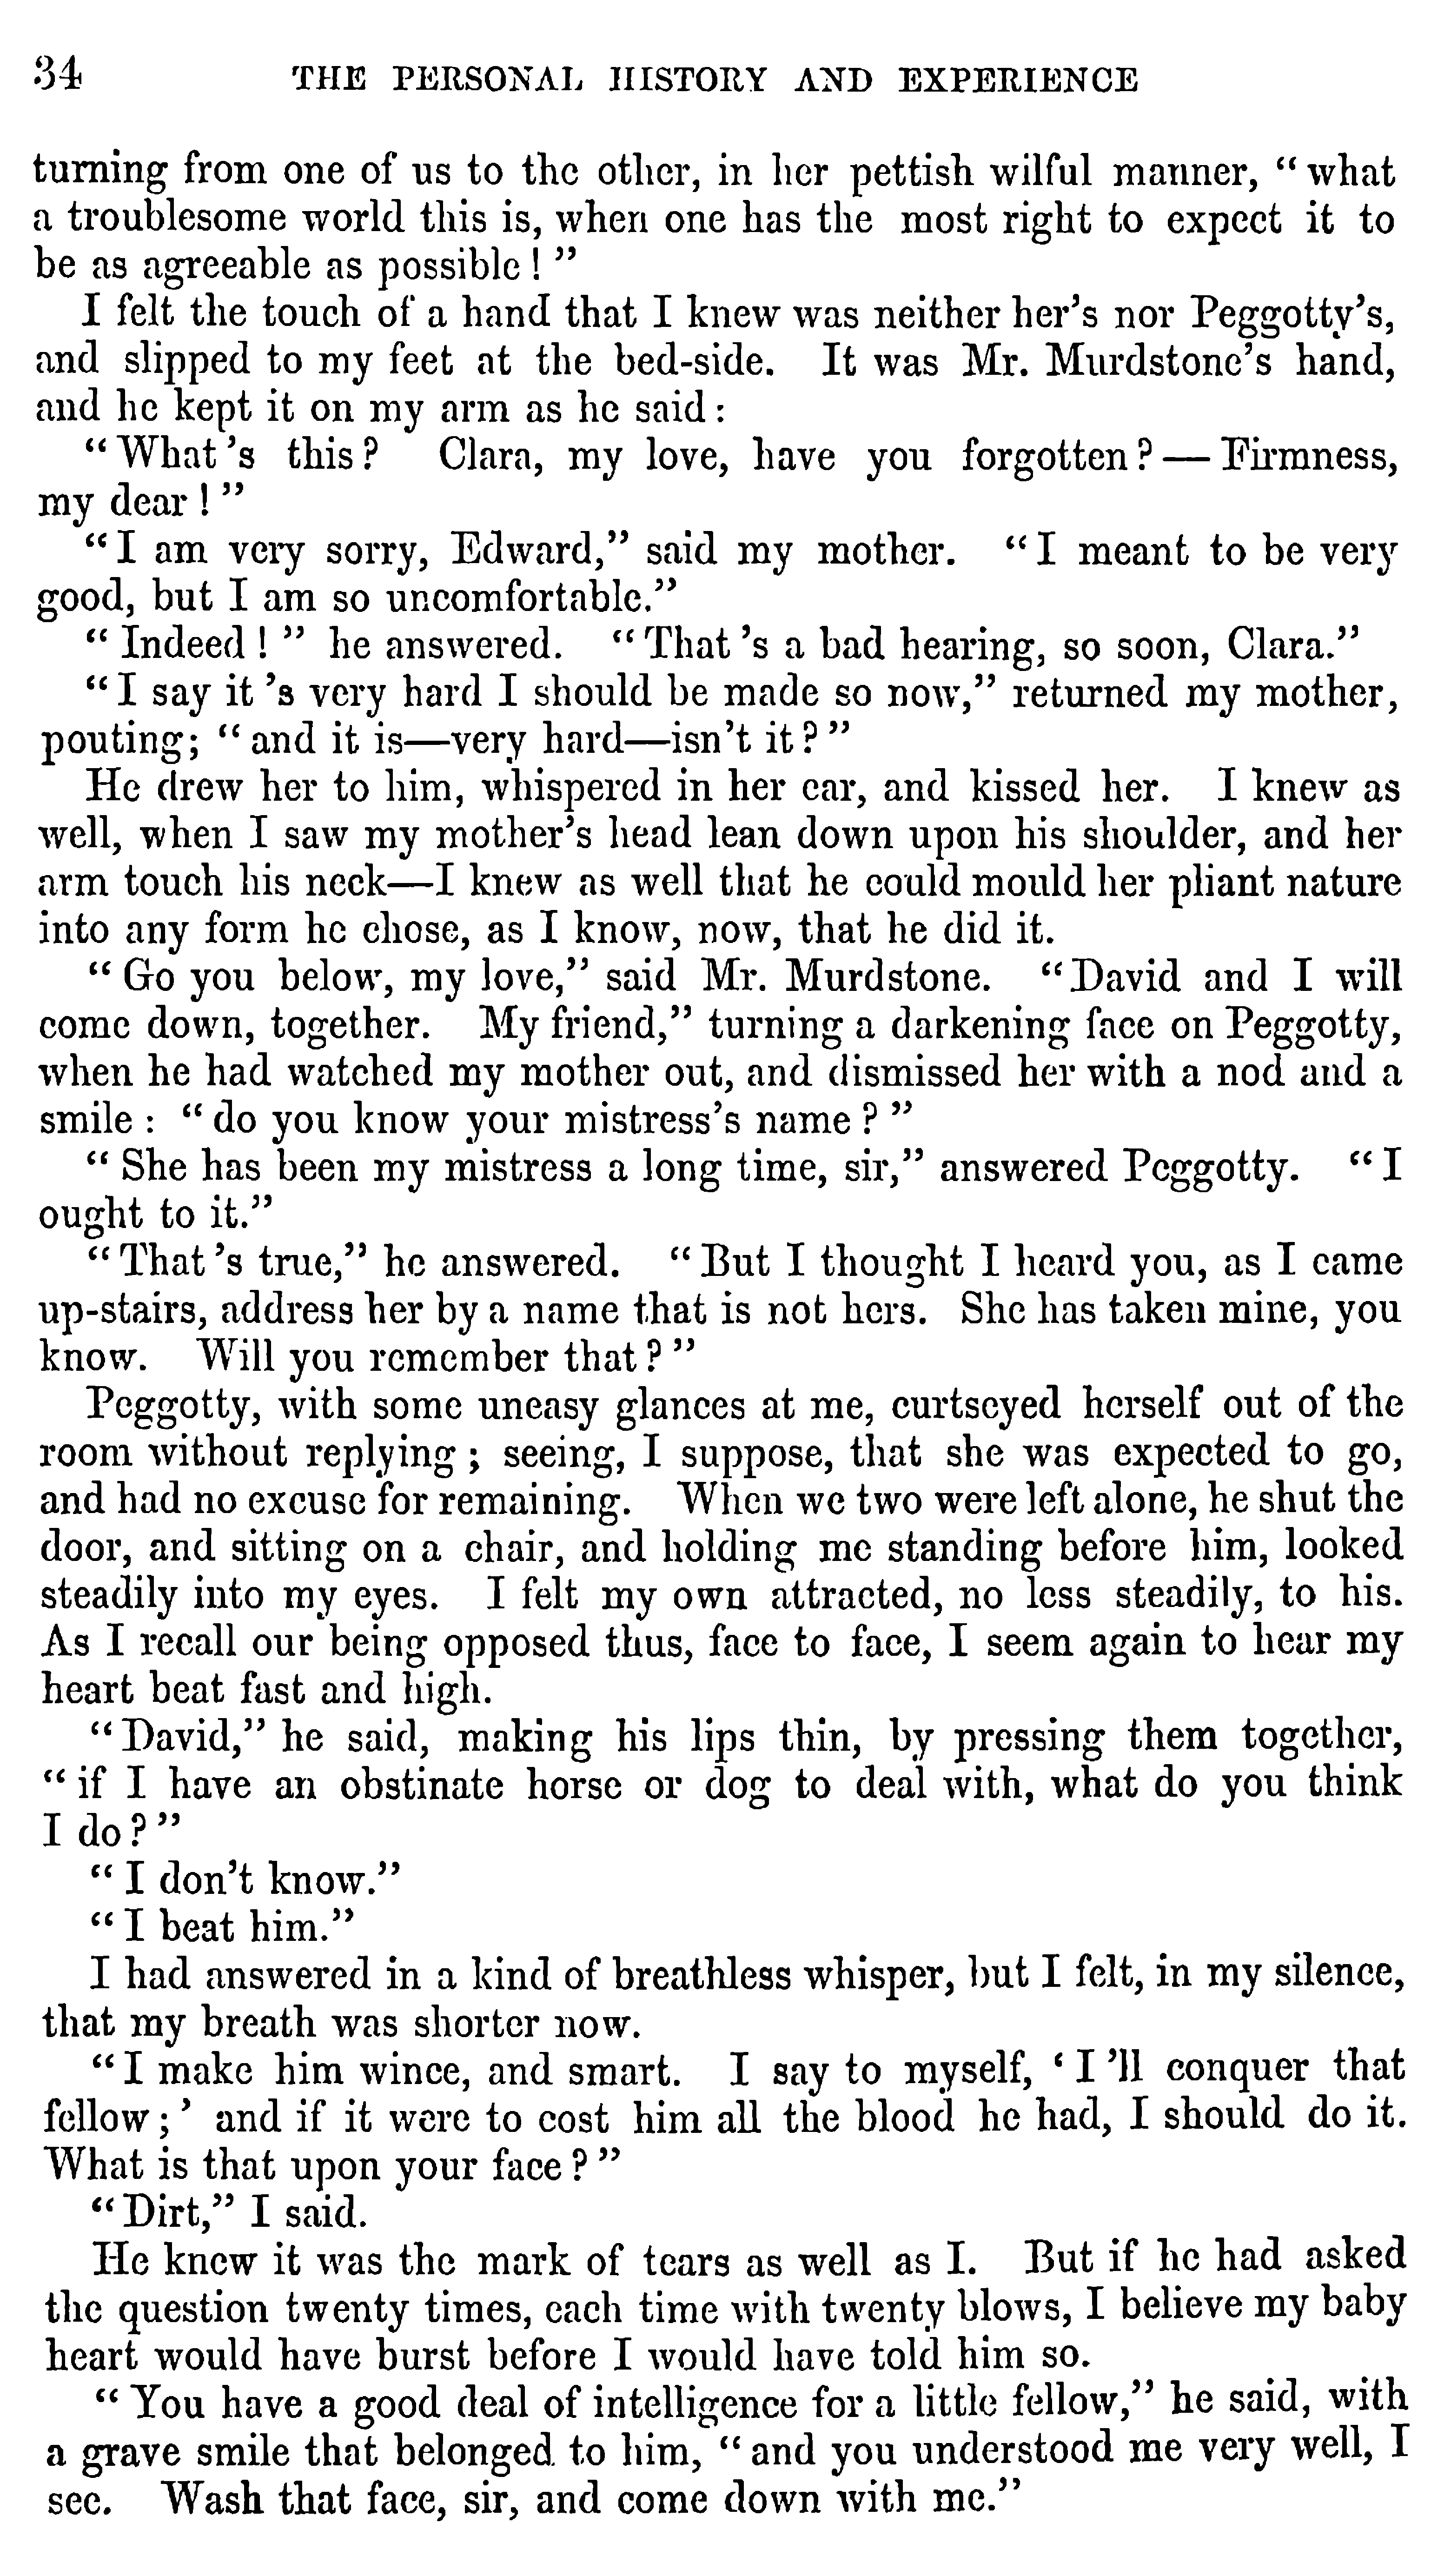 34 THE PERSONAL HISTORY AND EXPERIENCE
turning from one of us to the other, in her pettish wilful manner, “ what
a troublesome world this is, when one has the most right to expect it to
be as agreeable as possible ! ”
I felt the touch of a hand that I knew was neither her’s nor Peggotty’s,
and slipped to my feet at the bed-side. It was Mr. Murdstone’s hand,
and he kept it on my arm as he said :
“ What ’s this ? Clara, my love, have you forgotten ? — Firmness,
my dear ! ”
“ I am very sorry, Edward,” said my mother. “ I meant to be very
good, but I am so uncomfortable.”
“ Indeed ! ” he answered. “ That ’s a bad hearing, so soon, Clara.”
“ I say it ’s very hard I should be made so now,” returned my mother,
pouting; “ and it is—very hard—isn’t it ? ”
He drew her to him, whispered in her ear, and kissed her. I knew as
well, when I saw my mother’s head lean down upon his shoulder, and her
arm touch his neck—I knew as well that he could mould her pliant nature
into any form he chose, as I know, now, that he did it.
“ Go you below, my love,” said Mr. Murdstone. “ David and I will
come down, together. My friend,” turning a darkening face on Peggotty,
when he had watched my mother out, and dismissed her with a nod and a
smile : “ do you know your mistress’s name ? ”
“ She has been my mistress a long time, sir,” answered Peggotty. “ I
ought to it.”
“ That ’s true,” he answered. “ But I thought I heard you, as I came
up-stairs, address her by a name that is not hers. She has taken mine, you
know. Will you remember that ? ”
Peggotty, with some uneasy glances at me, curtseyed herself out of the
room without replying ; seeing, I suppose, that she was expected to go,
and had no excuse for remaining. When we two were left alone, he shut the
door, and sitting on a chair, and holding me standing before him, looked
steadily into my eyes. I felt my own attracted, no less steadily, to his.
As I recall our being opposed thus, face to face, I seem again to hear my
heart beat fast and high.
“ David,” he said, making his lips thin, by pressing them together,
“ if I have an obstinate horse or dog to deal with, what do you think
I do ? ”
“ I don’t know.”
“ I beat him.”
I had answered in a kind of breathless whisper, but I felt, in my silence,
that my breath was shorter now.
“ I make him wince, and smart. I say to myself, ‘ I ’ll conquer that
fellow ; ’ and if it were to cost him all the blood he had, I should do it.
What is that upon your face ? ”
“ Dirt,” I said.
He knew it was the mark of tears as well as I. But if he had asked
the question twenty times, each time with twenty blows, I believe my baby
heart would have burst before I would have told him so.
“ You have a good deal of intelligence for a little fellow,” he said, with
a grave smile that belonged to him, “ and you understood me very well, I
see. Wash that face, sir, and come down with me.”